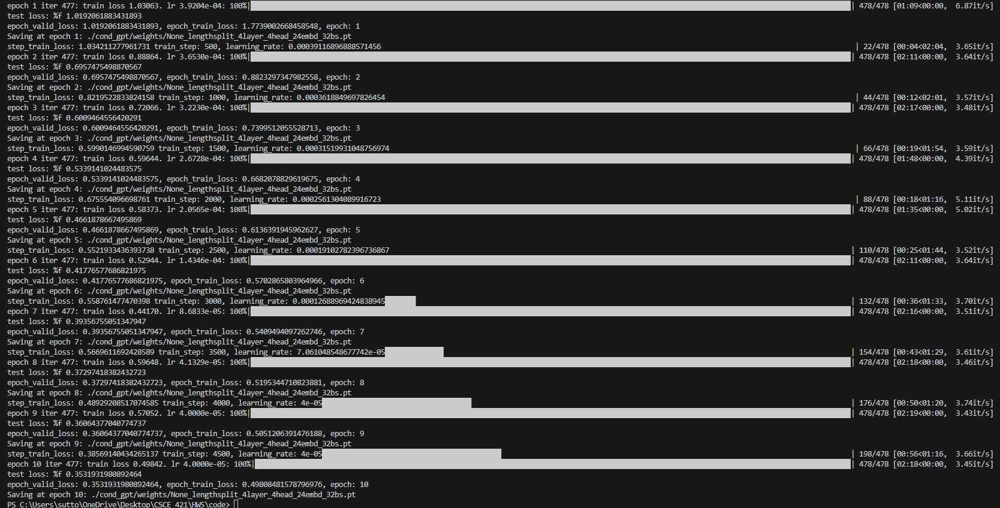 epoch 1 iter 477: train loss 1.03063. lr 3.9204e-04: 100%| | 478/478 [01:09<00:00, 6.87it/s]
test loss: %f 1.0192061883431893
epoch_valid_loss: 1.0192061883431893, epoch_train_loss: 1.7739002668458548, epoch: 1
Saving at epoch 1: ./cond_gpt/weights/None_lengthsplit_4layer_4head_24embd_32bs.pt
step_train_loss: 1.034211277961731 train_step: 500, learning_rate: 0.00039116896888571456 | 22/478 [00:04<02:04, 3.65it/s]
epoch 2 iter 477: train loss 0.88864. lr 3.6530e-04: 100%| | 478/478 [02:11<00:00, 3.64it/s]
test loss: %f 0.6957475498870567
epoch_valid_loss: 0.6957475498870567, epoch_train_loss: 0.8823297347982558, epoch: 2
Saving at epoch 2: ./cond_gpt/weights/None_lengthsplit_4layer_4head_24embd_32bs.pt
step_train_loss: 0.8219522833824158 train_step: 1000, learning_rate: 0.0003618849697826454 | 44/478 [00:12<02:01, 3.57it/s]
epoch 3 iter 477: train loss 0.72066. lr 3.2230e-04: 100%| | 478/478 [02:17<00:00, 3.48it/s]
test loss: %f 0.6009464556420291
epoch_valid_loss: 0.6009464556420291, epoch_train_loss: 0.7399512055528713, epoch: 3
Saving at epoch 3: ./cond_gpt/weights/None_lengthsplit_4layer_4head_24embd_32bs.pt
step_train_loss: 0.5990146994590759 train_step: 1500, learning_rate: 0.00031519931048756974 | 66/478 [00:19<01:54, 3.59it/s]
epoch 4 iter 477: train loss 0.59644. lr 2.6728e-04: 100%| | 478/478 [01:48<00:00, 4.39it/s]
test loss: %f 0.5339141024483575
epoch_valid_loss: 0.5339141024483575, epoch_train_loss: 0.6682078829619675, epoch: 4
Saving at epoch 4: ./cond_gpt/weights/None_lengthsplit_4layer_4head_24embd_32bs.pt
step_train_loss: 0.675554096698761 train_step: 2000, learning_rate: 0.0002561304089916723 | 88/478 [00:18<01:16, 5.11it/s]
epoch 5 iter 477: train loss 0.58373. lr 2.0565e-04: 100%| | 478/478 [01:35<00:00, 5.02it/s]
test loss: %f 0.4661878667495869
epoch_valid_loss: 0.4661878667495869, epoch_train_loss: 0.6136391945962627, epoch: 5
Saving at epoch 5: ./cond_gpt/weights/None_lengthsplit_4layer_4head_24embd_32bs.pt
step_train_loss: 0.5521933436393738 train_step: 2500, learning_rate: 0.00019102782396736867 | 110/478 [00:25<01:44, 3.52it/s]
epoch 6 iter 477: train loss 0.52944. lr 1.4346e-04: 100%| | 478/478 [02:11<00:00, 3.64it/s]
test loss: %f 0.41776577686821975
epoch_valid_loss: 0.41776577686821975, epoch_train_loss: 0.5702865803964966, epoch: 6
Saving at epoch 6: ./cond_gpt/weights/None_lengthsplit_4layer_4head_24embd_32bs.pt
step_train_loss: 0.558761477470398 train_step: 3000, learning_rate: 0.00012688969424838945 | 132/478 [00:36<01:33, 3.70it/s]
epoch 7 iter 477: train loss 0.44170. lr 8.6833e-05: 100%| | 478/478 [02:16<00:00, 3.51it/s]
test loss: %f 0.39356755051347947
epoch_valid_loss: 0.39356755051347947, epoch_train_loss: 0.5409494097262746, epoch: 7
Saving at epoch 7: ./cond_gpt/weights/None_lengthsplit_4layer_4head_24embd_32bs.pt
step_train_loss: 0.5669611692428589 train_step: 3500, learning_rate: 7.061048548677742e-05 | 154/478 [00:43<01:29, 3.61it/s]
epoch 8 iter 477: train loss 0.59648. lr 4.1329e-05: 100%| | 478/478 [02:18<00:00, 3.46it/s]
test loss: %f 0.37297418382432723
epoch_valid_loss: 0.37297418382432723, epoch_train_loss: 0.5195344710823881, epoch: 8
Saving at epoch 8: ./cond_gpt/weights/None_lengthsplit_4layer_4head_24embd_32bs.pt
step_train_loss: 0.48929208517074585 train_step: 4000, learning_rate: 4e-05 | 176/478 [00:50<01:20, 3.74it/s]
epoch 9 iter 477: train loss 0.57052. lr 4.0000e-05: 100%| | 478/478 [02:19<00:00, 3.43it/s]
test loss: %f 0.36064377040774737
epoch_valid_loss: 0.36064377040774737, epoch_train_loss: 0.5051206391476188, epoch: 9
Saving at epoch 9: ./cond_gpt/weights/None_lengthsplit_4layer_4head_24embd_32bs.pt
step_train_loss: 0.38569140434265137 train_step: 4500, learning_rate: 4e-05 | 198/478 [00:56<01:16, 3.66it/s]
epoch 10 iter 477: train loss 0.49842. lr 4.0000e-05: 100%| | 478/478 [02:18<00:00, 3.45it/s]
test loss: %f 0.3531931980892464
epoch_valid_loss: 0.3531931980892464, epoch_train_loss: 0.49808481578796976, epoch: 10
Saving at epoch 10: ./cond_gpt/weights/None_lengthsplit_4layer_4head_24embd_32bs.pt
PS C:\Users\sutto\OneDrive\Desktop\CSCE 421\HW5\code>